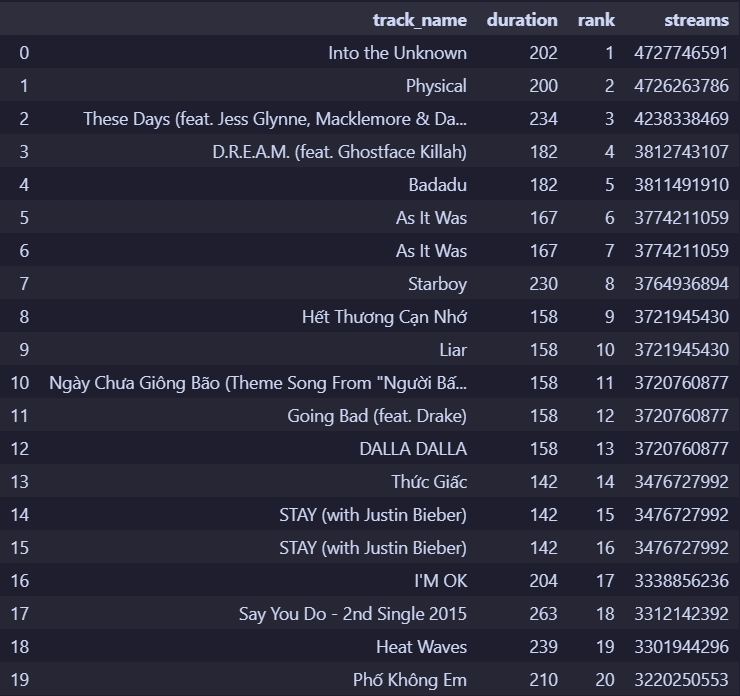 track_name duration rank streams
0 Into the Unknown 202 1 4727746591
1 Physical 200 2 4726263786
2 These Days (feat. Jess Glynne, Macklemore & Da... 234 3 4238338469
3 D.R.E.A.M. (feat. Ghostface Killah) 182 4 3812743107
4 Badadu 182 5 3811491910
5 As It Was 167 6 3774211059
6 As It Was 167 7 3774211059
7 Starboy 230 8 3764936894
8 Hết Thương Cạn Nhớ 158 9 3721945430
9 Liar 158 10 3721945430
10 Ngày Chưa Giông Bão (Theme Song From "Người Bấ... 158 11 3720760877
11 Going Bad (feat. Drake) 158 12 3720760877
12 DALLA DALLA 158 13 3720760877
13 Thức Giấc 142 14 3476727992
14 STAY (with Justin Bieber) 142 15 3476727992
15 STAY (with Justin Bieber) 142 16 3476727992
16 I'M OK 204 17 3338856236
17 Say You Do - 2nd Single 2015 263 18 3312142392
18 Heat Waves 239 19 3301944296
19 Phố Không Em 210 20 3220250553